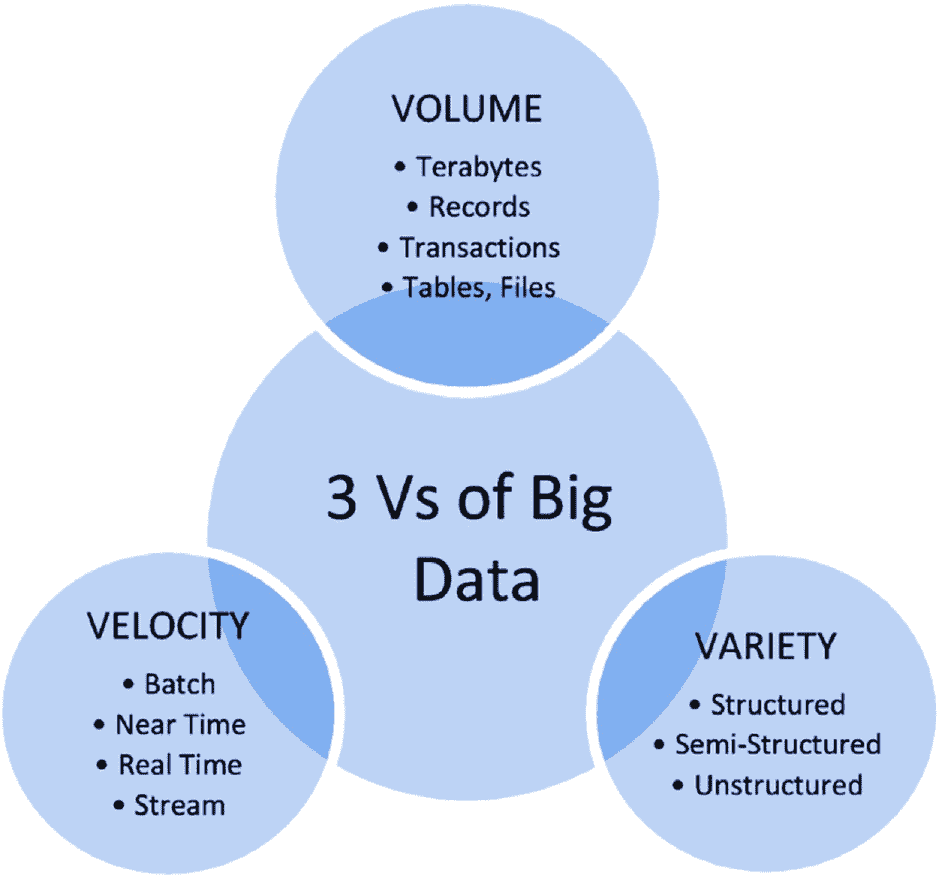 VOLUME
• Terabytes
• Records
• Transactions
• Tables, Files
3 Vs of Big
Data
VELOCITY
• Batch
• Near Time
• Real Time
• Stream
VARIETY
• Structured
• Semi-Structured
• Unstructured